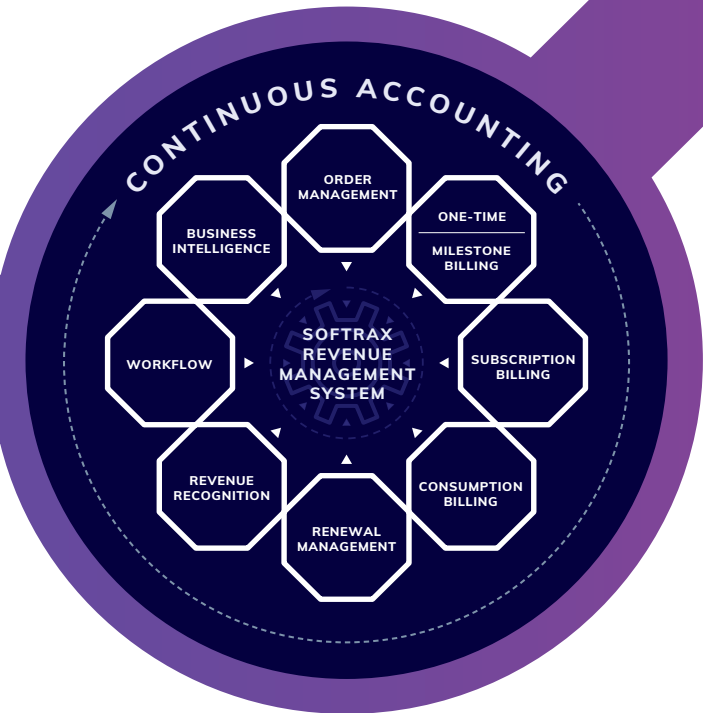 CONTINUOUS ACCOUNTING
ORDER
MANAGEMENT
ONE-TIME
MILESTONE
BILLING
SUBSCRIPTION
BILLING
CONSUMPTION
BILLING
RENEWAL
MANAGEMENT
REVENUE
RECOGNITION
WORKFLOW
BUSINESS
INTELLIGENCE
SOFTRAX
REVENUE
MANAGEMENT
SYSTEM